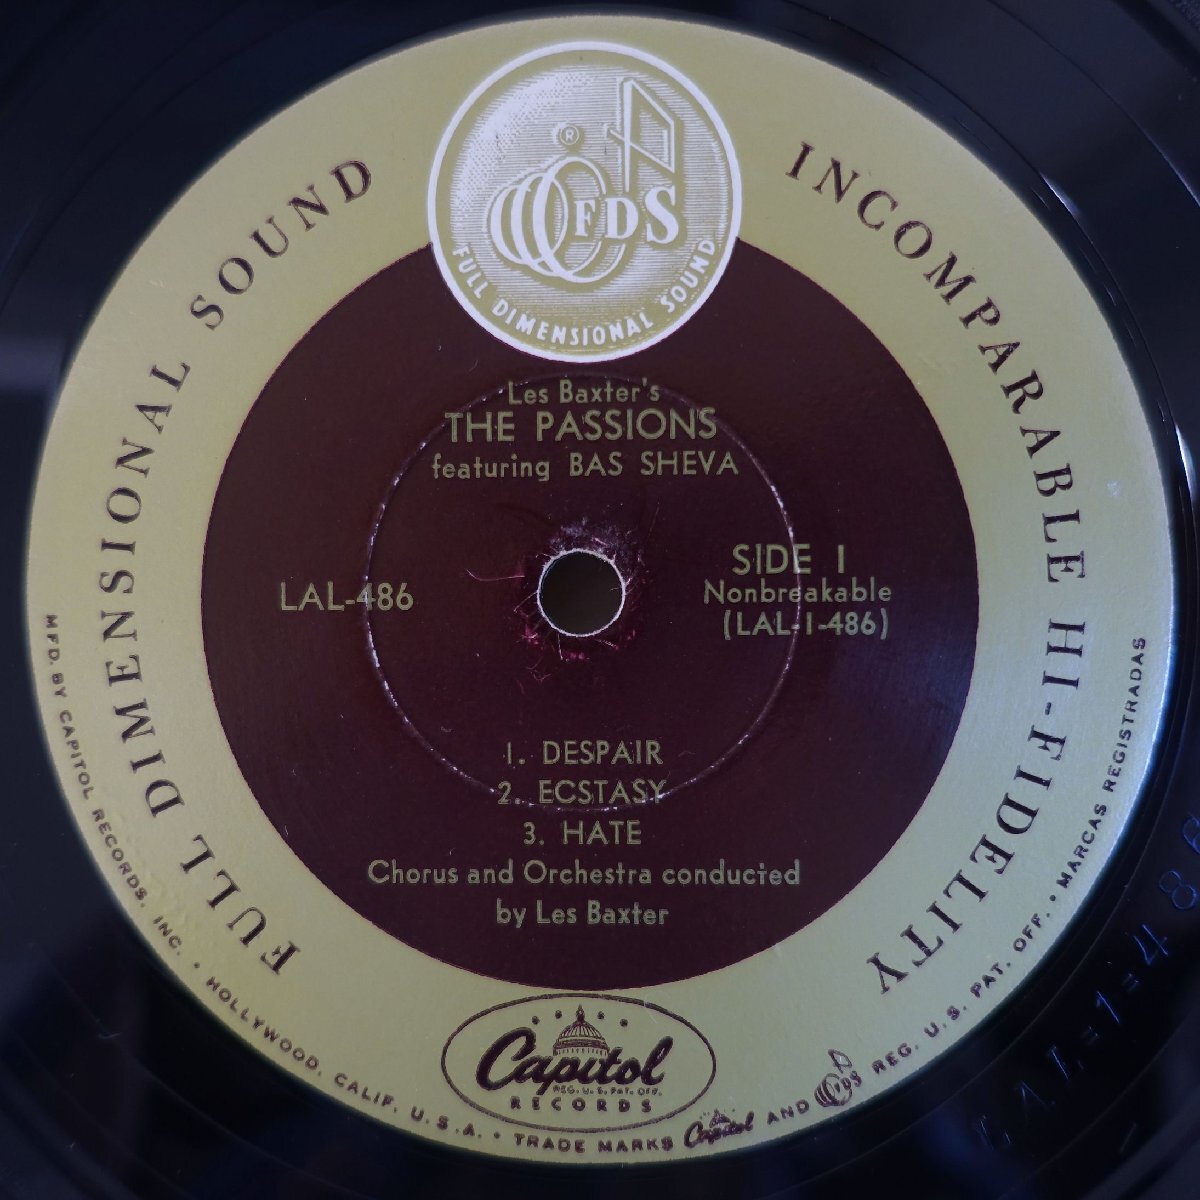 FULL DIMENSIONAL SOUND
INCOMPARABLE HI-FIDELITY
®
FDS
FULL DIMENSIONAL SOUND
Les Baxter's
THE PASSIONS
featuring BAS SHEVA
LAL-486
SIDE 1
Nonbreakable
(LAL-1-486)
1. DESPAIR
2. ECSTASY
3. HATE
Chorus and Orchestra conducted
by Les Baxter
Capitol
REG. U.S. PAT. OFF.
RECORDS
MFD. BY CAPITOL RECORDS, INC. • HOLLYWOOD, CALIF. U.S.A. • TRADE MARKS Capitol AND FDS REG. U.S. PAT. OFF. • MARCAS REGISTRADAS